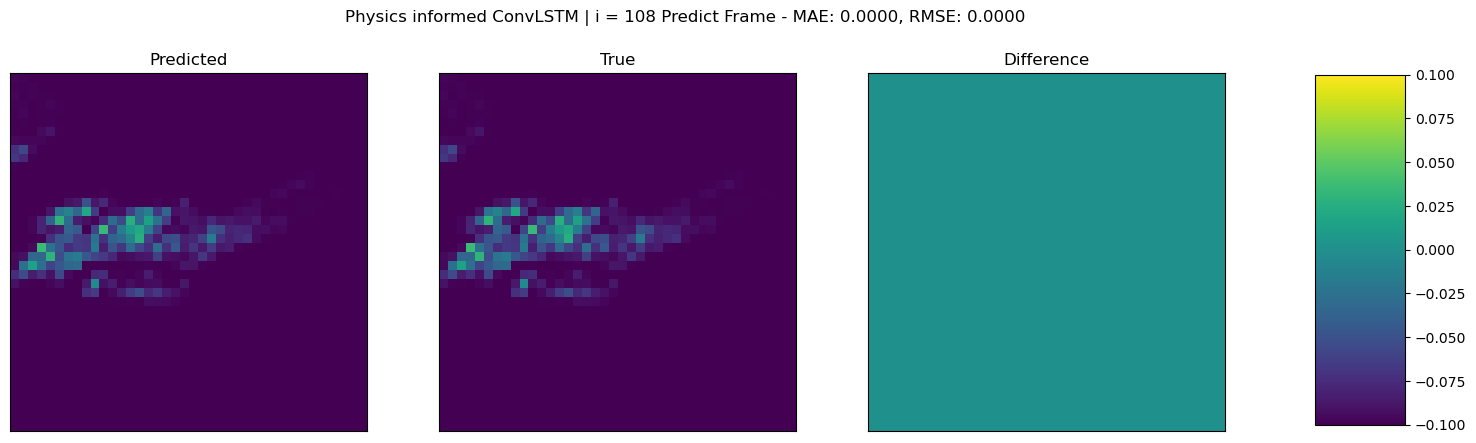 Physics informed ConvLSTM | i = 108 Predict Frame - MAE: 0.0000, RMSE: 0.0000
Predicted
True
Difference
0.100
0.075
0.050
0.025
0.000
−0.025
−0.050
−0.075
−0.100